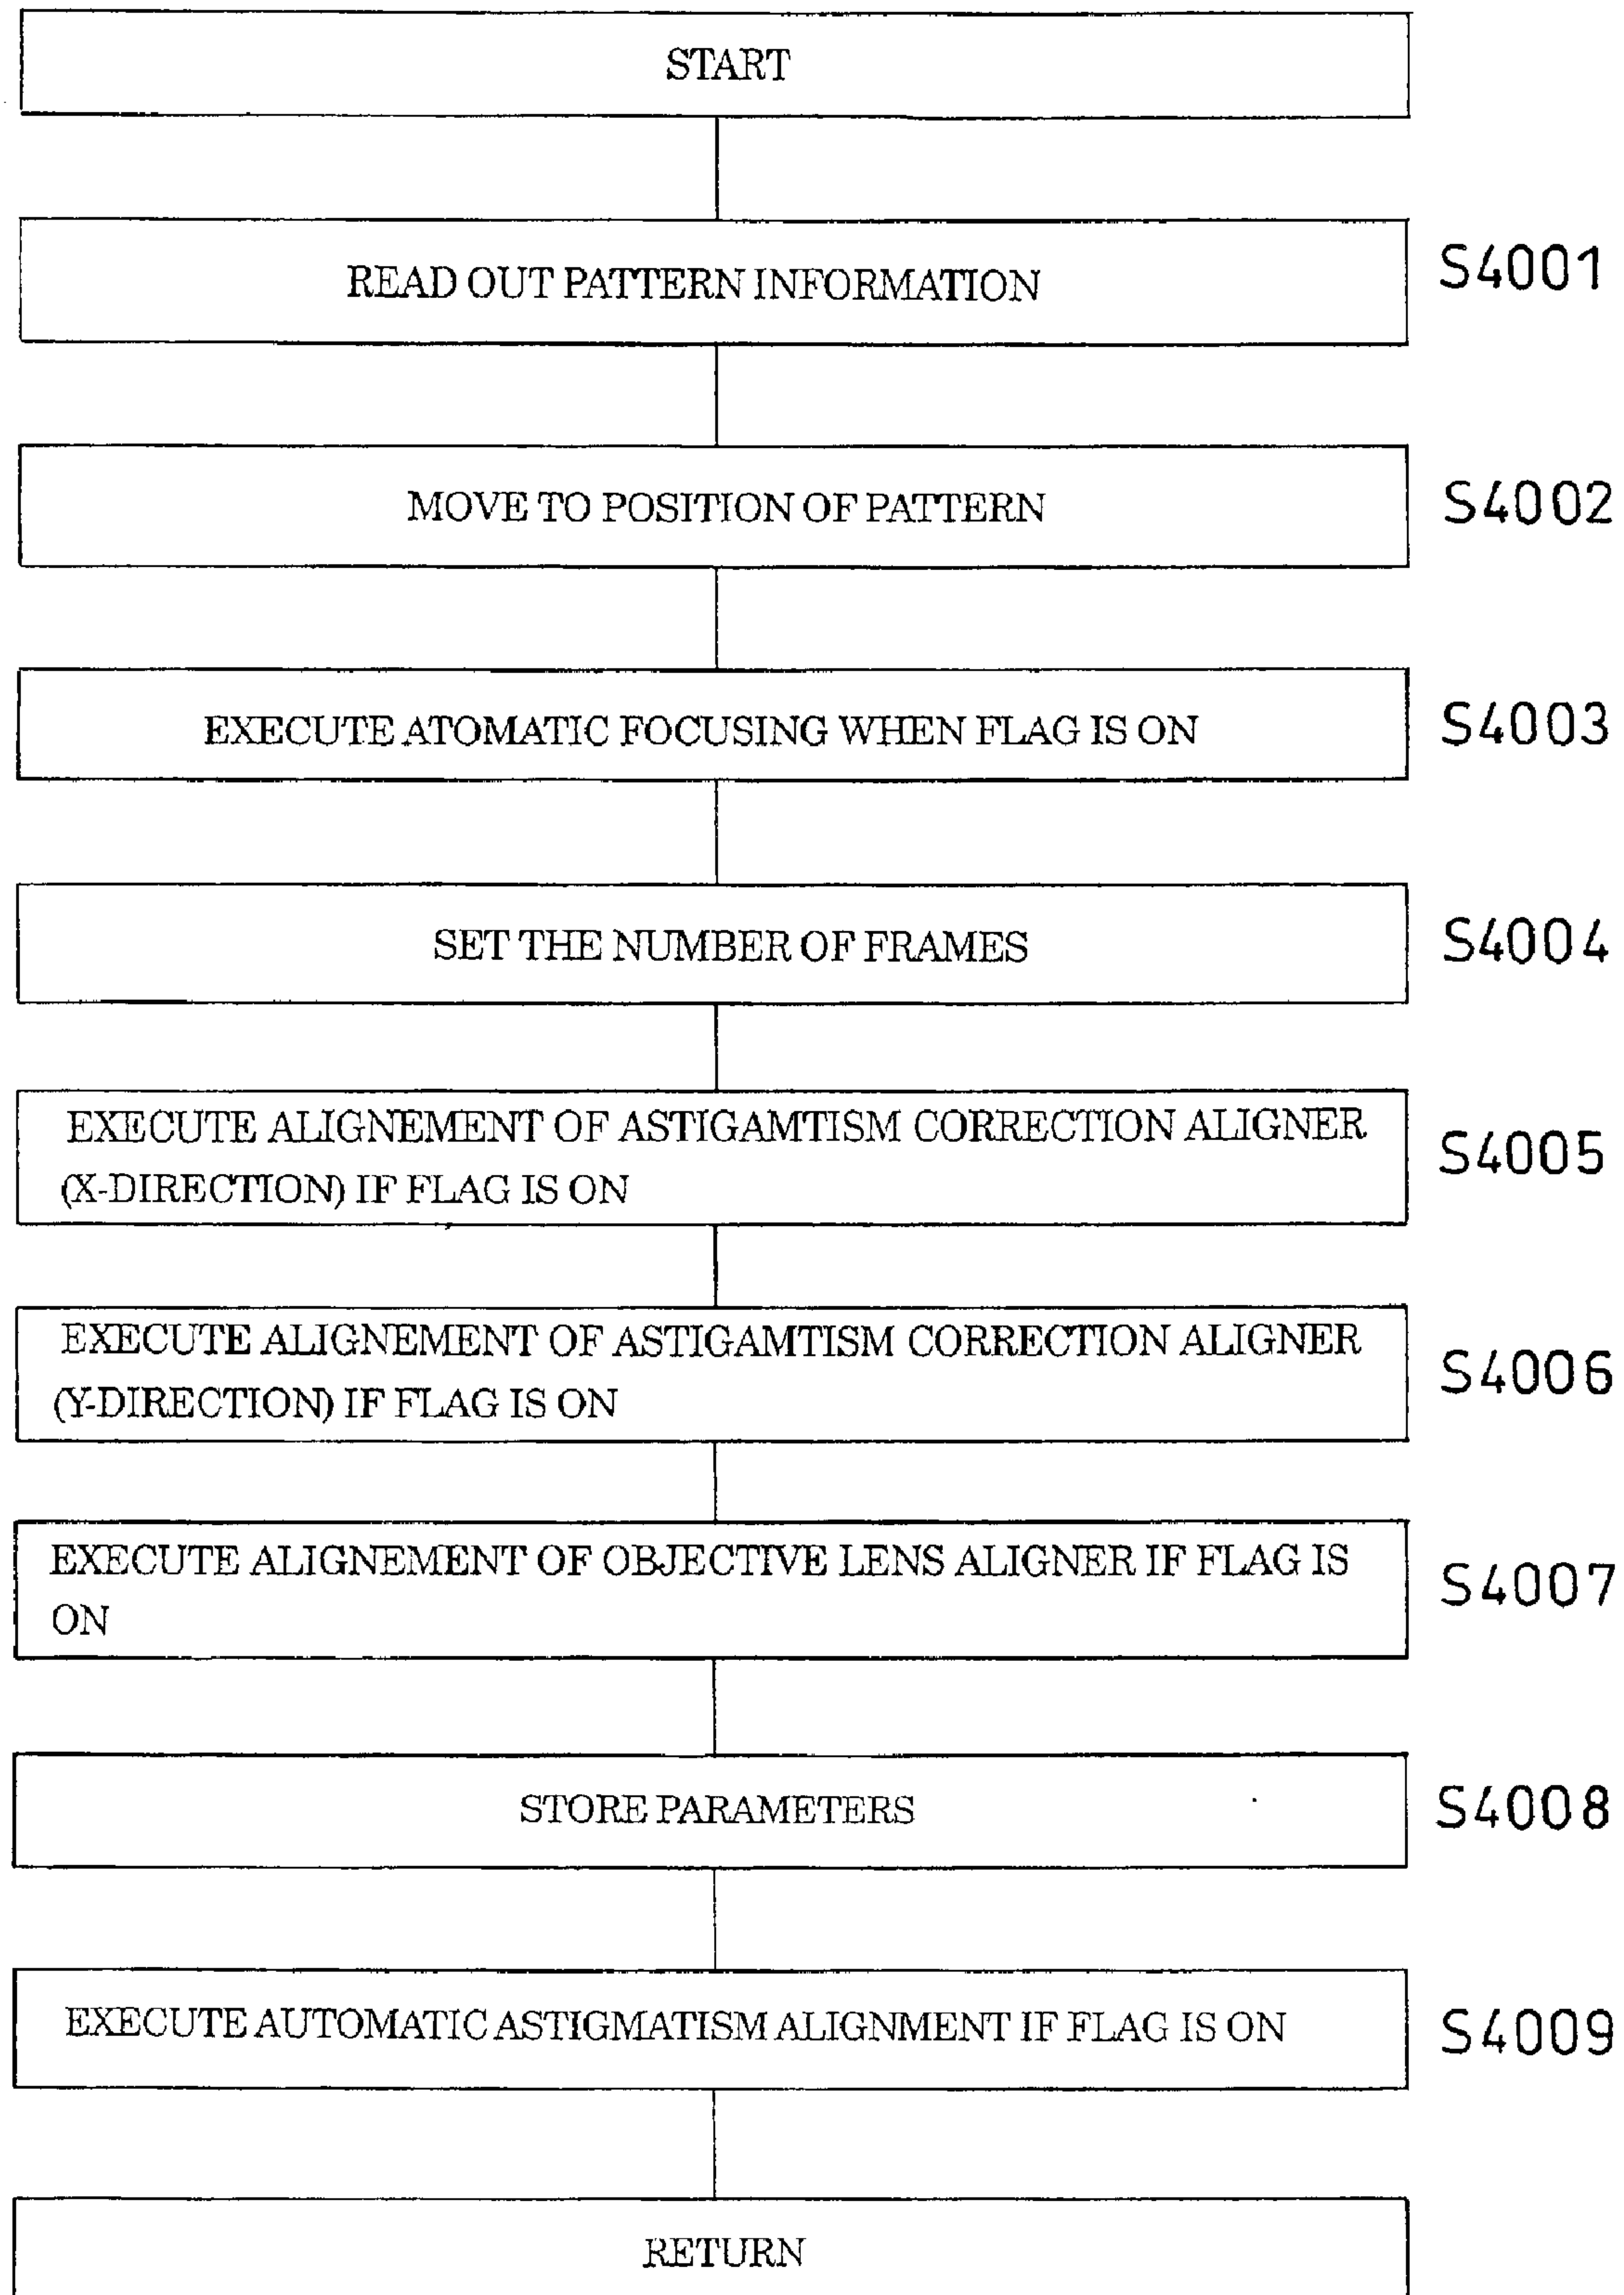 START
READ OUT PATTERN INFORMATION
S4001
MOVE TO POSITION OF PATTERN
S4002
EXECUTE ATOMATIC FOCUSING WHEN FLAG IS ON
S4003
SET THE NUMBER OF FRAMES
S4004
EXECUTE ALIGNEMENT OF ASTIGAMTISM CORRECTION ALIGNER
(X-DIRECTION) IF FLAG IS ON
S4005
EXECUTE ALIGNEMENT OF ASTIGAMTISM CORRECTION ALIGNER
(Y-DIRECTION) IF FLAG IS ON
S4006
EXECUTE ALIGNEMENT OF OBJECTIVE LENS ALIGNER IF FLAG IS
ON
S4007
STORE PARAMETERS
S4008
EXECUTE AUTOMATIC ASTIGMATISM ALIGNMENT IF FLAG IS ON
S4009
RETURN